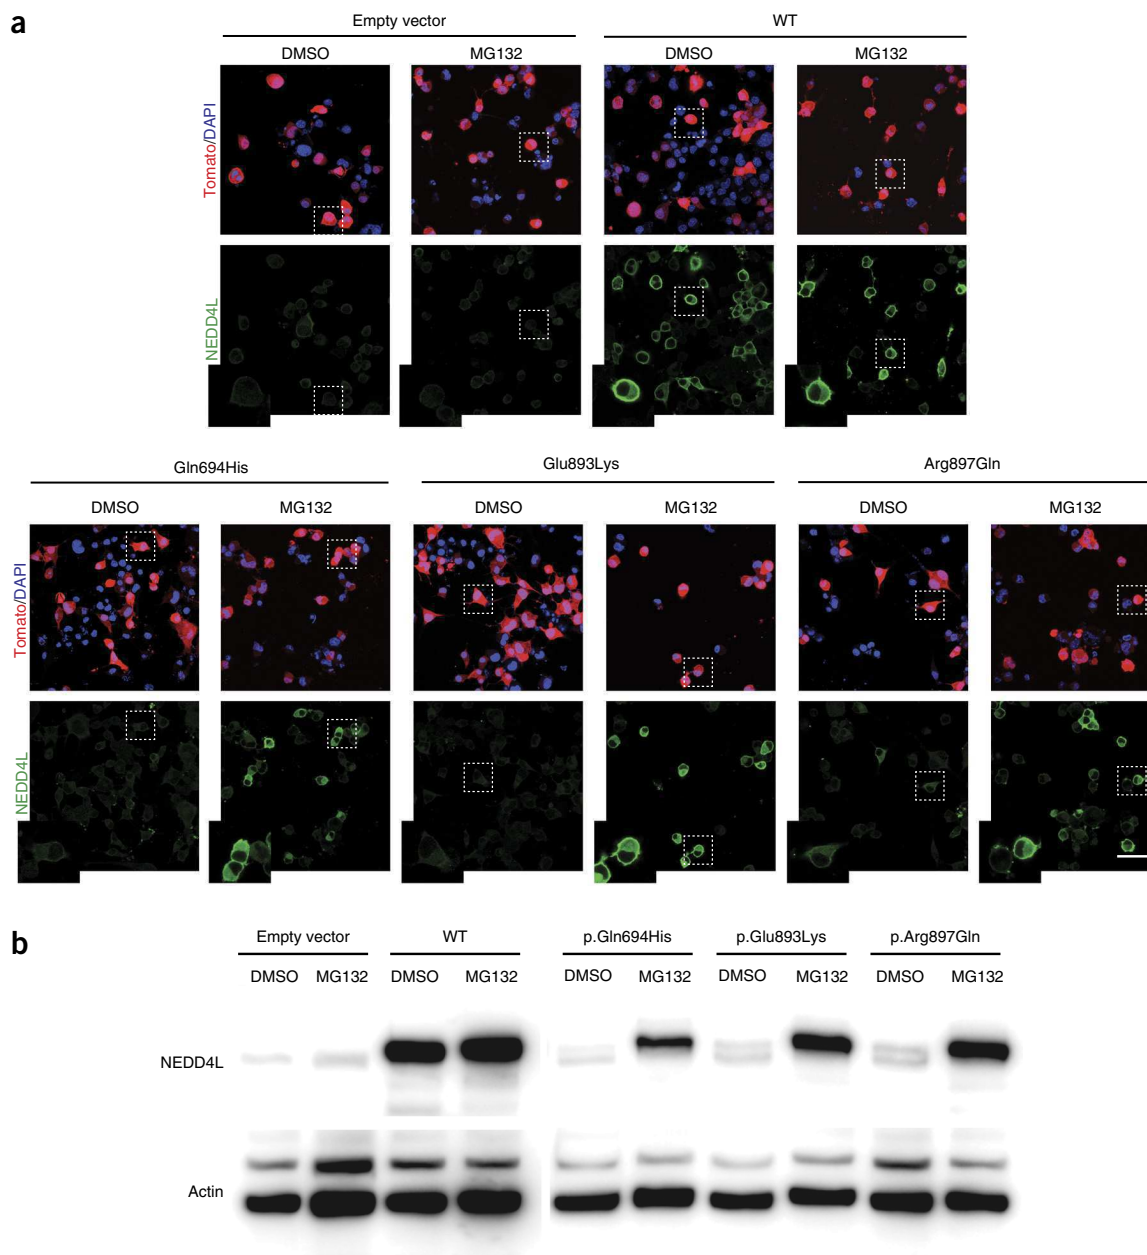 a
Empty vector
WT
DMSO
MG132
DMSO
MG132
Tomato/DAPI
NEDD4L
Gln694His
Glu893Lys
Arg897Gln
DMSO
MG132
DMSO
MG132
DMSO
MG132
Tomato/DAPI
NEDD4L
b
Empty vector
WT
p.Gln694His
p.Glu893Lys
p.Arg897Gln
DMSO
MG132
DMSO
MG132
DMSO
MG132
DMSO
MG132
DMSO
MG132
NEDD4L
Actin